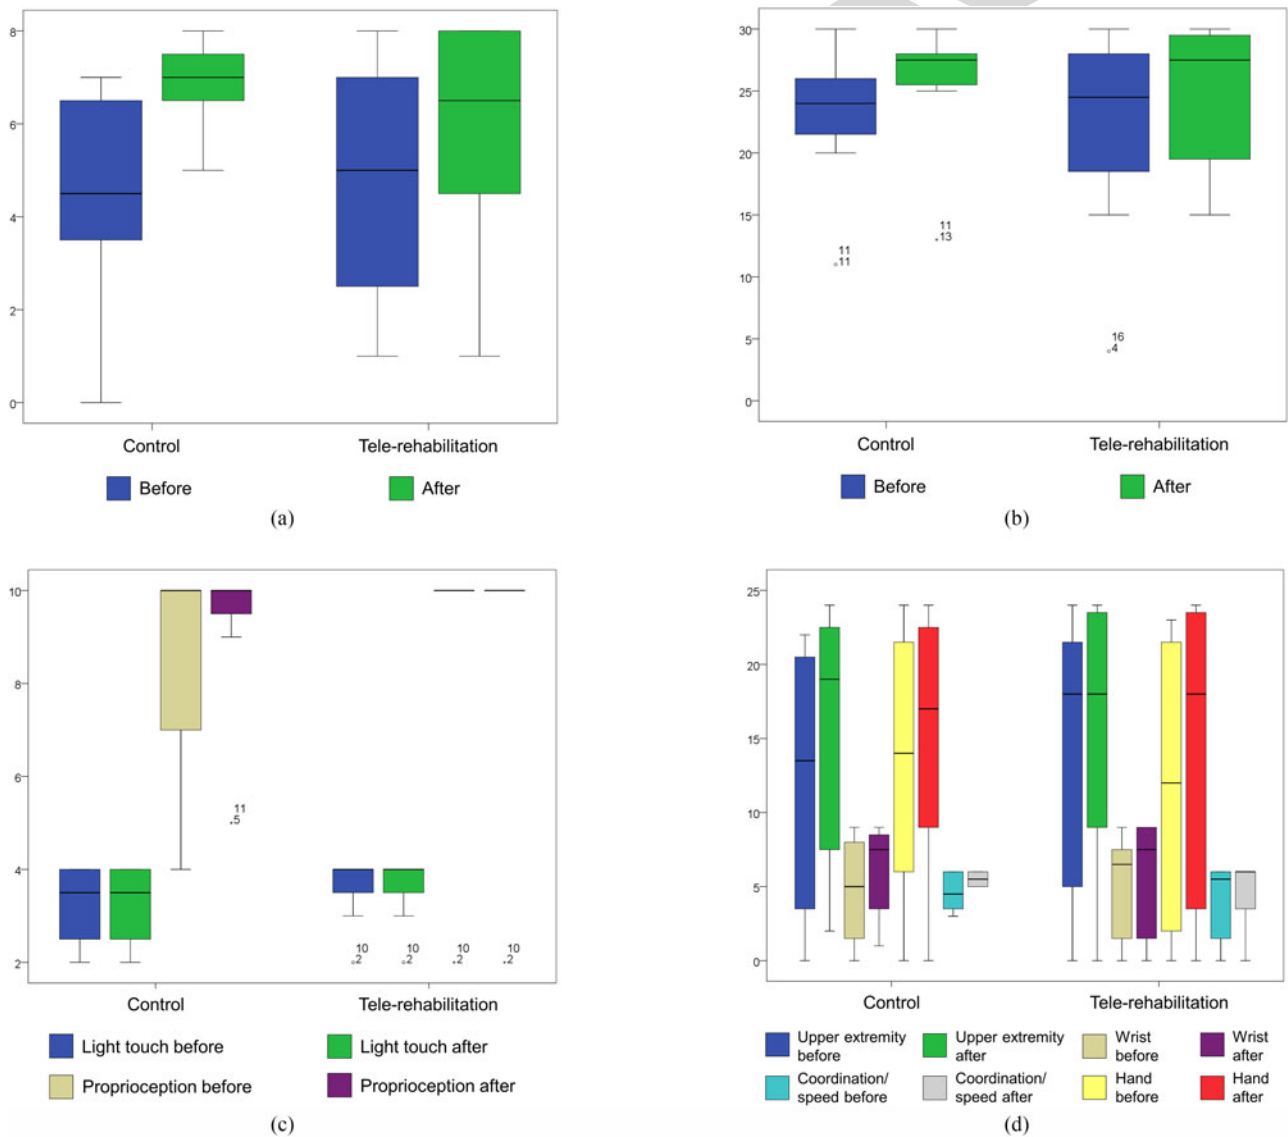 8
6
4
2
0
Control
Tele-rehabilitation
Before
After
(a)
30
25
20
15
10
5
0
11
11
11
13
16
4
Control
Tele-rehabilitation
Before
After
(b)
10
8
6
4
2
11
5
10
2
10
2
10
2
10
2
Control
Tele-rehabilitation
Light touch before
Light touch after
Proprioception before
Proprioception after
(c)
25
20
15
10
5
0
Control
Tele-rehabilitation
Upper extremity
before
Upper extremity
after
Wrist
before
Wrist
after
Coordination/
speed before
Coordination/
speed after
Hand
before
Hand
after
(d)